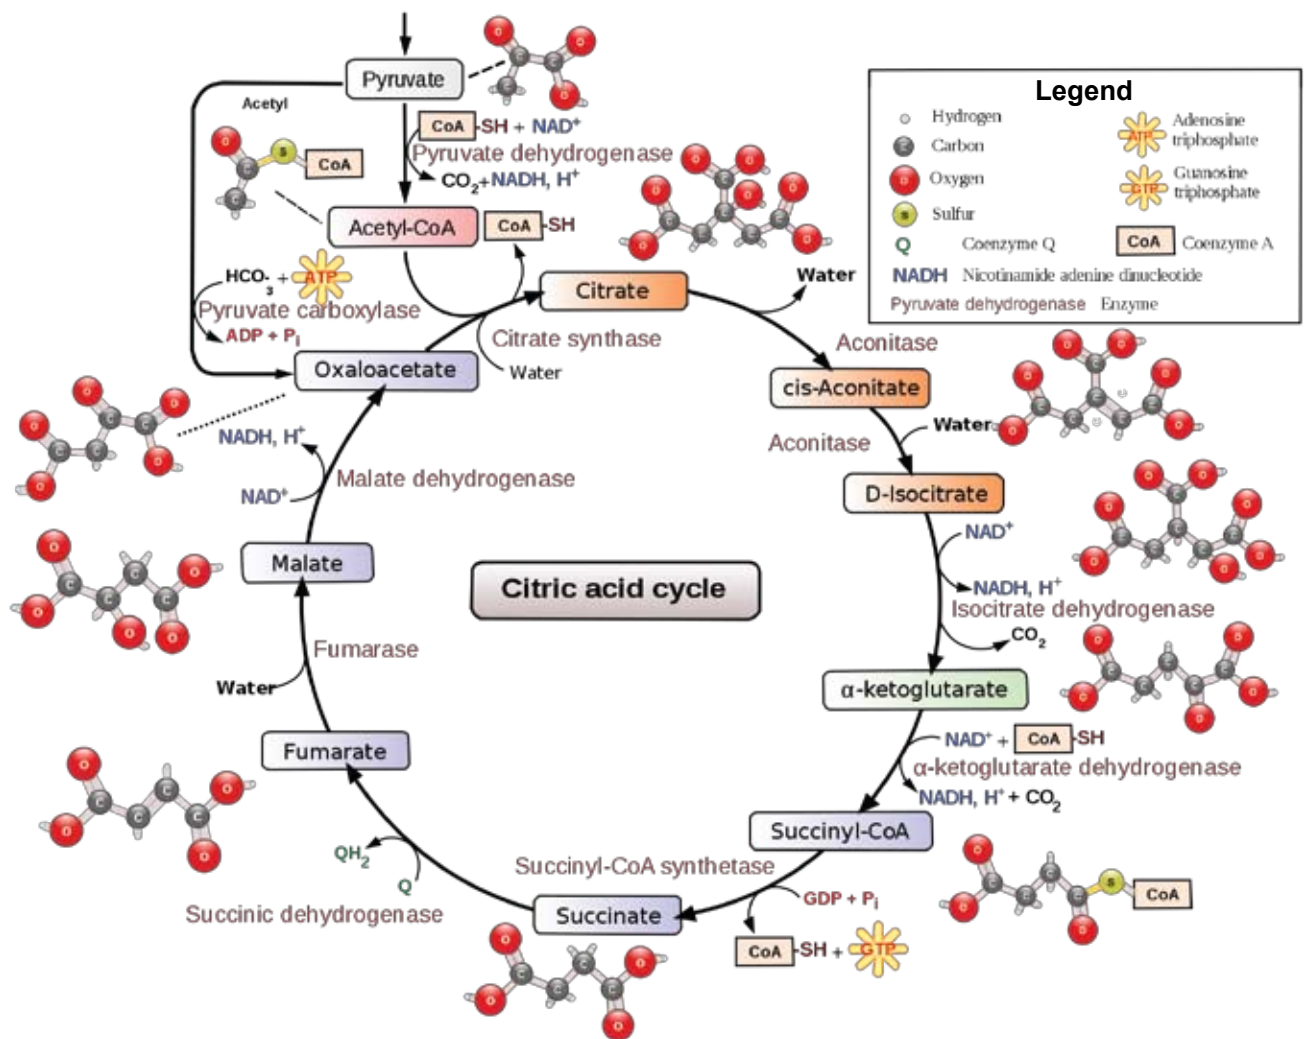 Pyruvate
Acetyl
S CoA
CoA -SH + NAD⁺
Pyruvate dehydrogenase
CO₂+NADH, H⁺
Acetyl-CoA
CoA -SH
HCO₃⁻ + ATP
Pyruvate carboxylase
ADP + Pᵢ
Citrate
Citrate synthase
Water
Oxaloacetate
Water
Aconitase
cis-Aconitate
Aconitase
Water
D-Isocitrate
NAD⁺
NADH, H⁺
Isocitrate dehydrogenase
CO₂
α-ketoglutarate
NAD⁺ + CoA -SH
α-ketoglutarate dehydrogenase
NADH, H⁺ + CO₂
Succinyl-CoA
S CoA
Succinyl-CoA synthetase
GDP + Pᵢ
CoA -SH + GTP
Succinate
QH₂
Q
Succinic dehydrogenase
Fumarate
Water
Fumarase
Malate
NADH, H⁺
NAD⁺
Malate dehydrogenase
Citric acid cycle
Legend
Hydrogen
C Carbon
O Oxygen
S Sulfur
Q Coenzyme Q
NADH Nicotinamide adenine dinucleotide
Pyruvate dehydrogenase Enzyme
ATP Adenosine
triphosphate
GTP Guanosine
triphosphate
CoA Coenzyme A